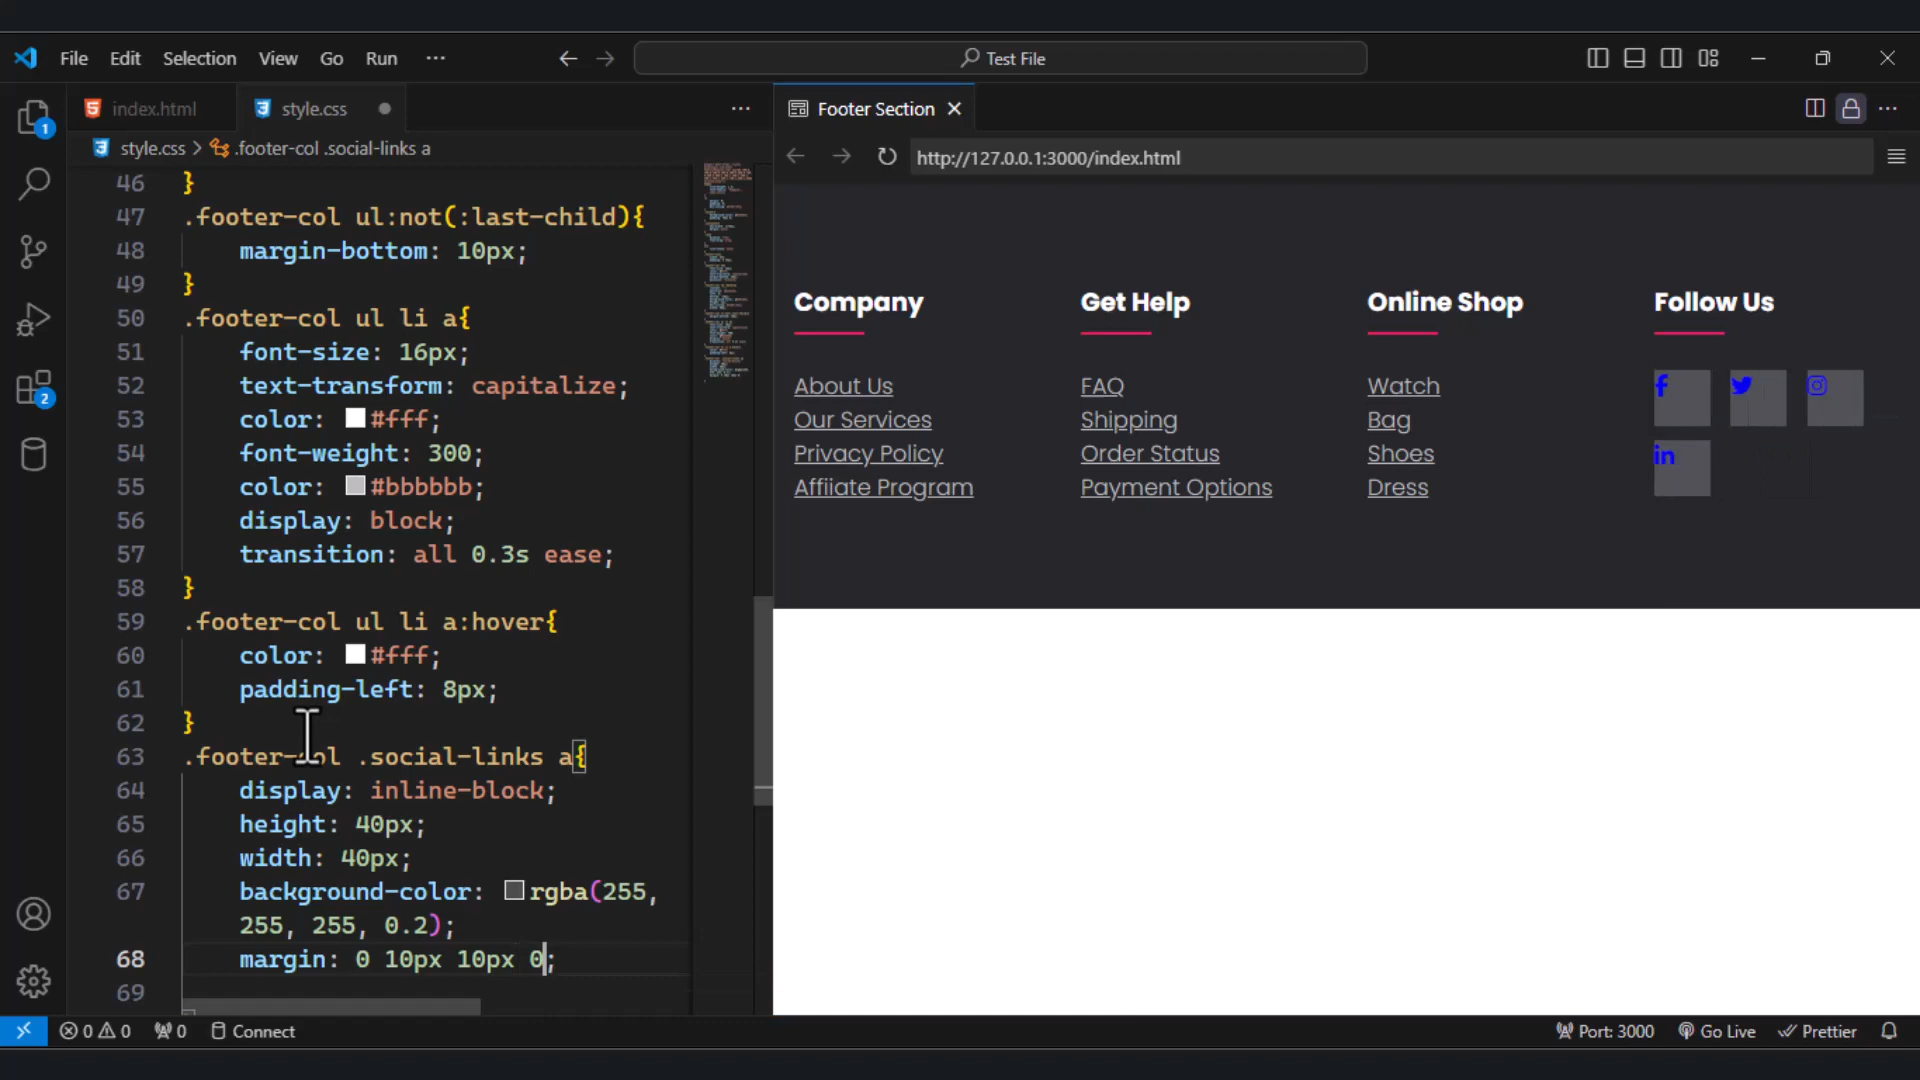 File Edit Selection View Go Run ··· Test File
index.html style.css Footer Section
style.css > .footer-col .social-links a
http://127.0.0.1:3000/index.html
46 }
47 .footer-col ul:not(:last-child){
48 margin-bottom: 10px;
49 }
50 .footer-col ul li a{
51 font-size: 16px;
52 text-transform: capitalize;
53 color: #fff;
54 font-weight: 300;
55 color: #bbbbbb;
56 display: block;
57 transition: all 0.3s ease;
58 }
59 .footer-col ul li a:hover{
60 color: #fff;
61 padding-left: 8px;
62 }
63 .footer-col .social-links a{
64 display: inline-block;
65 height: 40px;
66 width: 40px;
67 background-color: rgba(255,
255, 255, 0.2);
68 margin: 0 10px 10px 0;
69
Company
About Us
Our Services
Privacy Policy
Affiiate Program
Get Help
FAQ
Shipping
Order Status
Payment Options
Online Shop
Watch
Bag
Shoes
Dress
Follow Us
f
in
1
2
0 0 0 Connect Port: 3000 Go Live Prettier